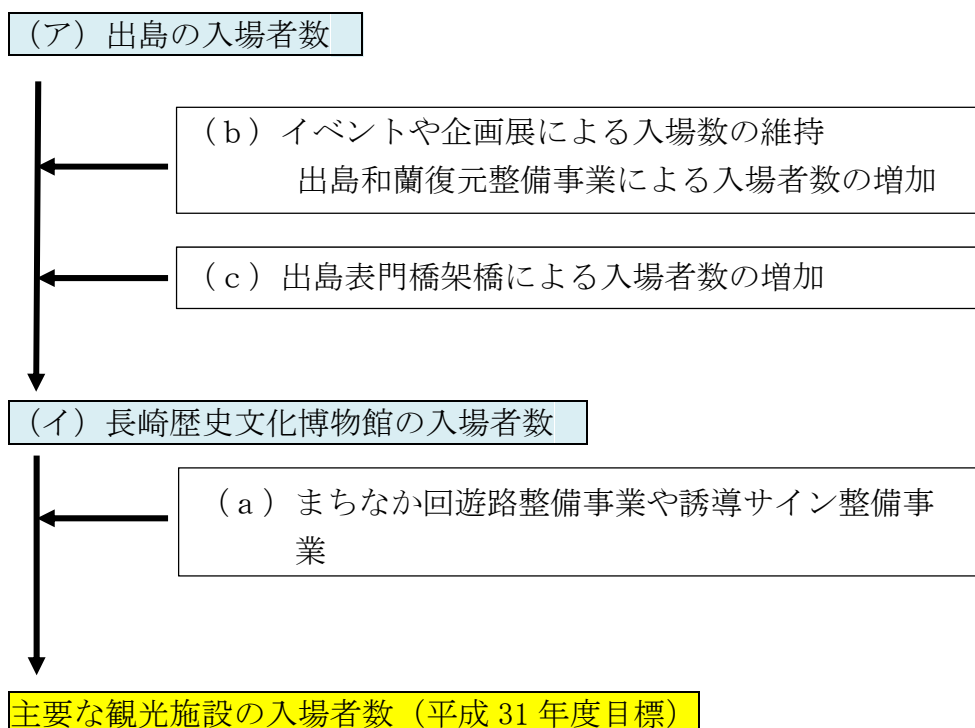 （ア）出島の入場者数
（ｂ）イベントや企画展による入場数の維持
出島和蘭復元整備事業による入場者数の増加
（ｃ）出島表門橋架橋による入場者数の増加
（イ）長崎歴史文化博物館の入場者数
（ａ）まちなか回遊路整備事業や誘導サイン整備事
業
主要な観光施設の入場者数（平成 31 年度目標）